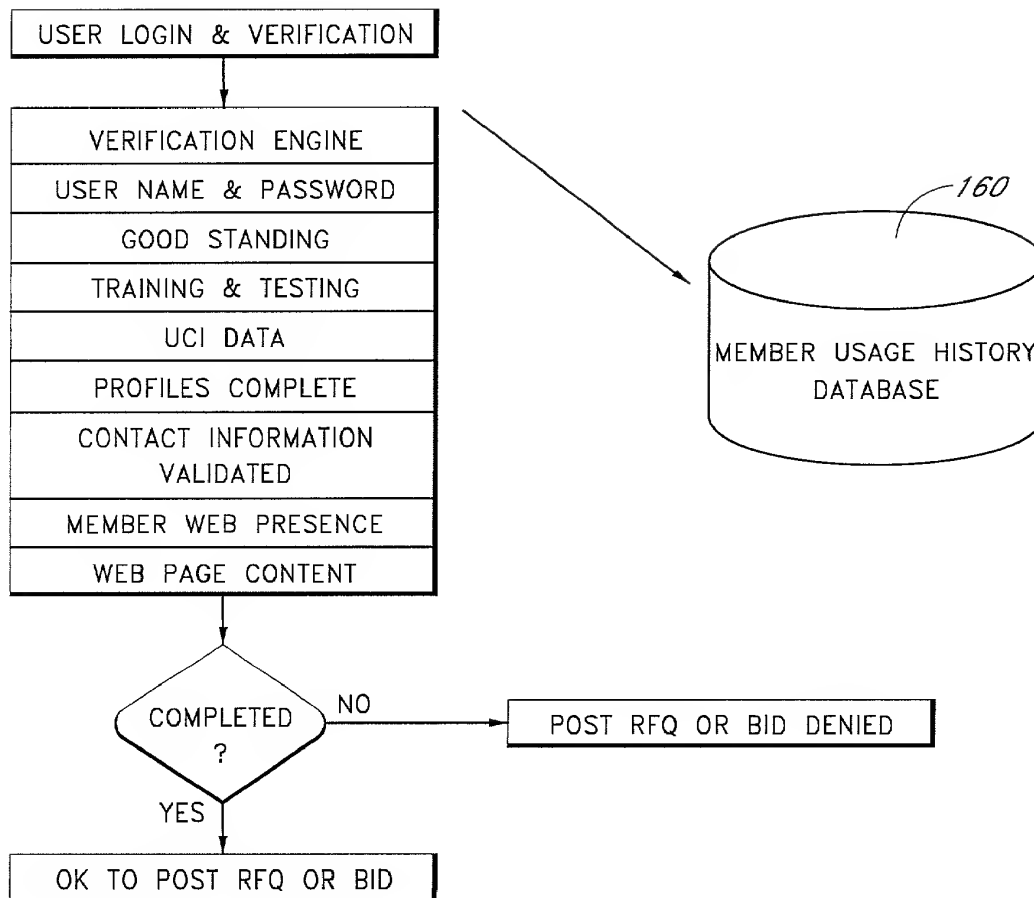 USER LOGIN & VERIFICATION
VERIFICATION ENGINE
USER NAME & PASSWORD
GOOD STANDING
TRAINING & TESTING
UCI DATA
PROFILES COMPLETE
CONTACT INFORMATION
VALIDATED
MEMBER WEB PRESENCE
WEB PAGE CONTENT
160
MEMBER USAGE HISTORY
DATABASE
COMPLETED
?
NO
POST RFQ OR BID DENIED
YES
OK TO POST RFQ OR BID